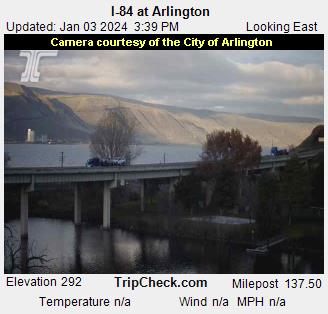 I-84 at Arlington
Updated: Jan 03 2024 3:39 PM Looking East
Camera courtesy of the City of Arlington
Elevation 292 TripCheck.com Milepost 137.50
Temperature n/a Wind n/a MPH n/a